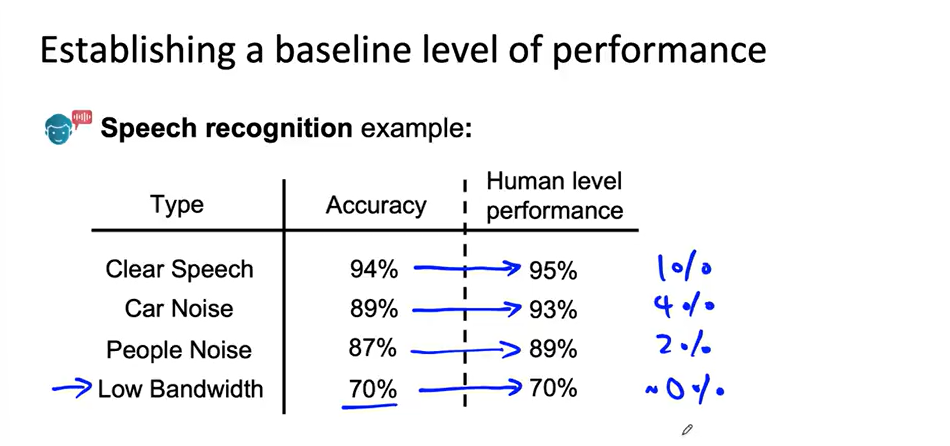 Establishing a baseline level of performance
Speech recognition example:
Type Accuracy Human level performance
Clear Speech 94% 95% 1%
Car Noise 89% 93% 4%
People Noise 87% 89% 2%
Low Bandwidth 70% 70% ~0%